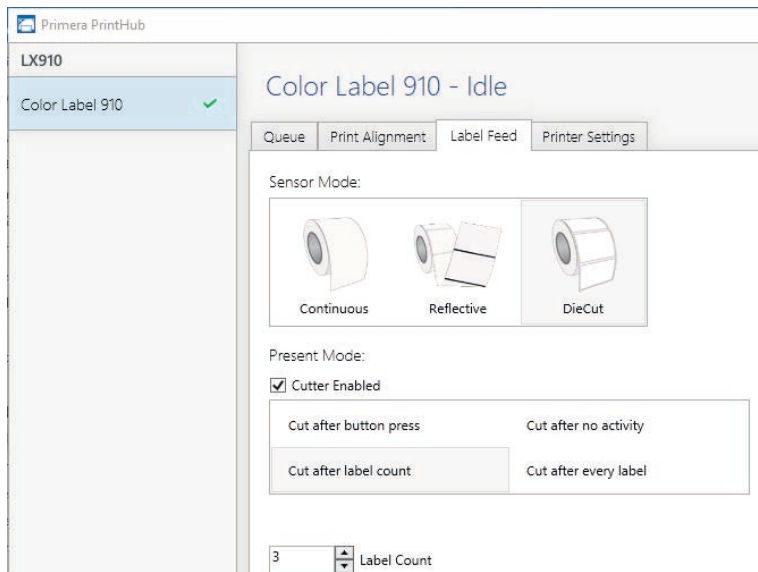 Primera PrintHub
LX910
Color Label 910
Color Label 910 - Idle
Queue Print Alignment Label Feed Printer Settings
Sensor Mode:
Continuous Reflective DieCut
Present Mode:
Cutter Enabled
Cut after button press Cut after no activity
Cut after label count Cut after every label
3 Label Count